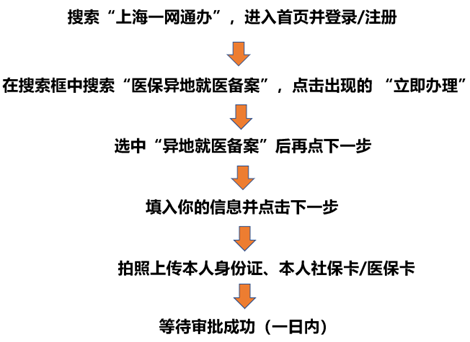 搜索“上海一网通办”，进入首页并登录/注册
在搜索框中搜索“医保异地就医备案”，点击出现的 “立即办理”
选中“异地就医备案”后再点下一步
填入你的信息并点击下一步
拍照上传本人身份证、本人社保卡/医保卡
等待审批成功（一日内）